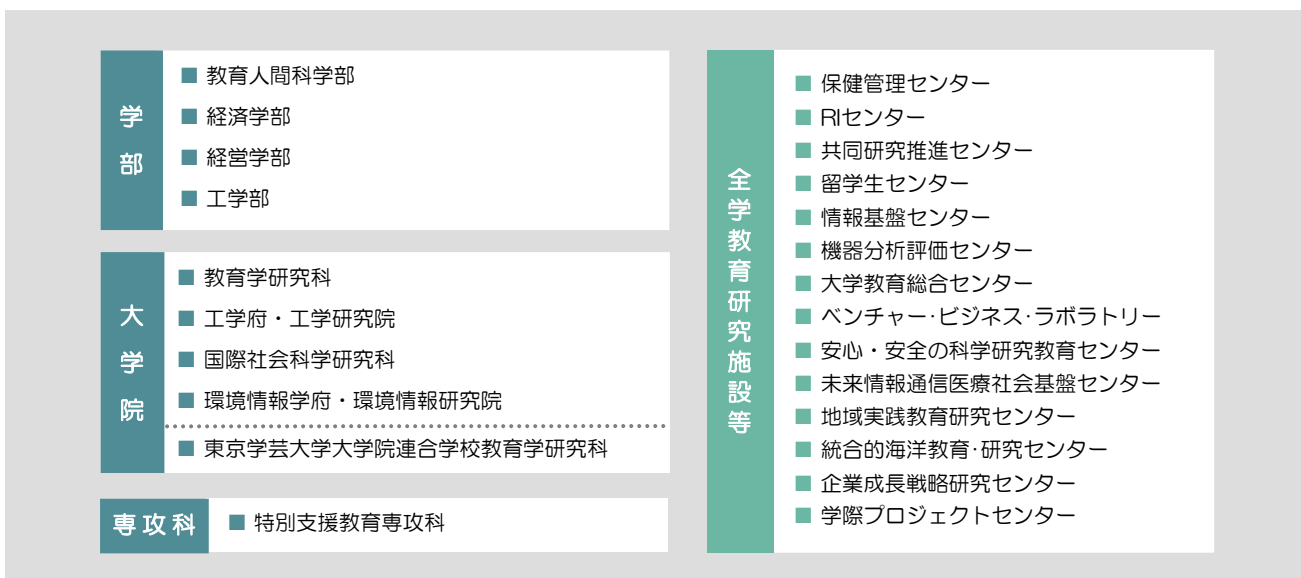 学部
■ 教育人間科学部
■ 経済学部
■ 経営学部
■ 工学部
大学院
■ 教育学研究科
■ 工学府・工学研究院
■ 国際社会科学研究科
■ 環境情報学府・環境情報研究院
■ 東京学芸大学大学院連合学校教育学研究科
専攻科
■ 特別支援教育専攻科
全学教育研究施設等
■ 保健管理センター
■ RIセンター
■ 共同研究推進センター
■ 留学生センター
■ 情報基盤センター
■ 機器分析評価センター
■ 大学教育総合センター
■ ベンチャー・ビジネス・ラボラトリー
■ 安心・安全の科学研究教育センター
■ 未来情報通信医療社会基盤センター
■ 地域実践教育研究センター
■ 統合的海洋教育・研究センター
■ 企業成長戦略研究センター
■ 学際プロジェクトセンター